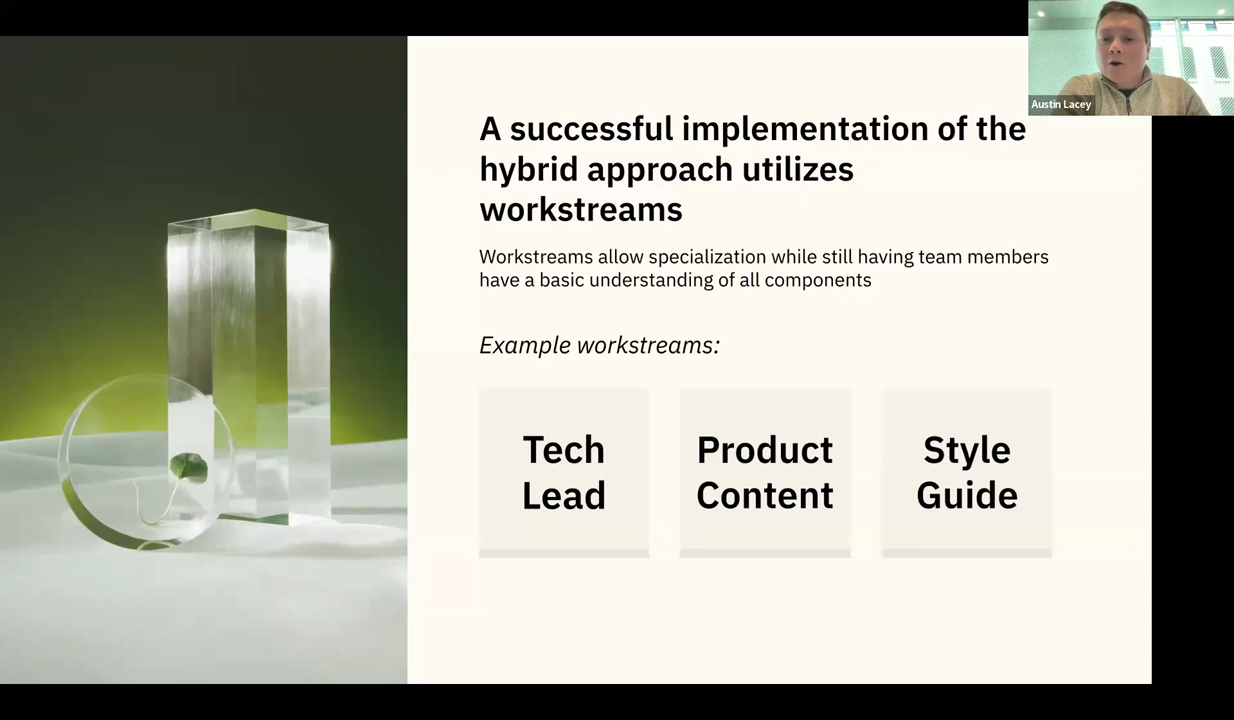 Austin Lacey
A successful implementation of the
hybrid approach utilizes
workstreams
Workstreams allow specialization while still having team members
have a basic understanding of all components
Example workstreams:
Tech
Lead
Product
Content
Style
Guide